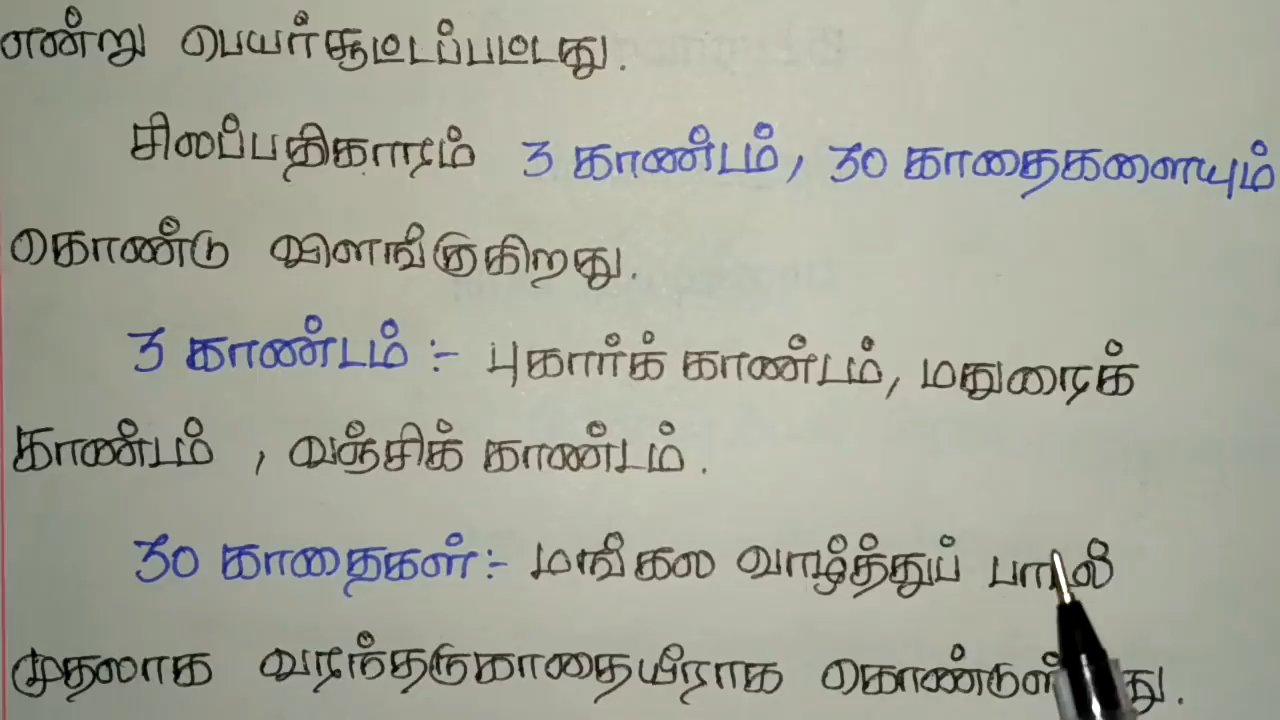 என்று பெயர்சூட்டப்பட்டது.
சிலப்பதிகாரம் 3 காண்டம், 30 காதைகளையும்
கொண்டு விளங்குகிறது.
3 காண்டம் :- புகார்க் காண்டம், மதுரைக்
காண்டம் , வஞ்சிக் காண்டம்.
30 காதைகள் :- மங்கல வாழ்த்துப் பாடல்
முதலாக வரந்தருகாதையீராக கொண்டுள்ளது.